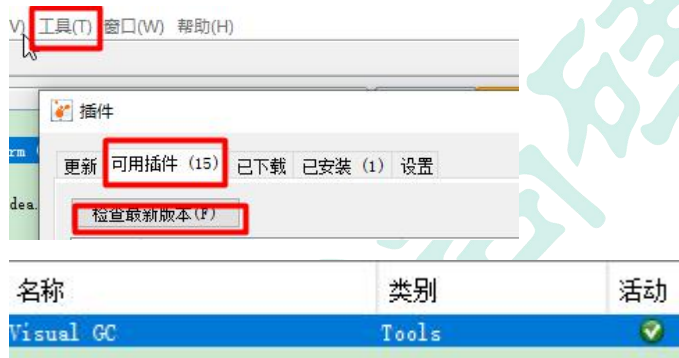 V) 工具(T) 窗口(W) 帮助(H)
插件
rm
更新 可用插件 (15) 已下载 已安装 (1) 设置
dea.
检查最新版本(F)
名称 类别 活动
Visual GC Tools